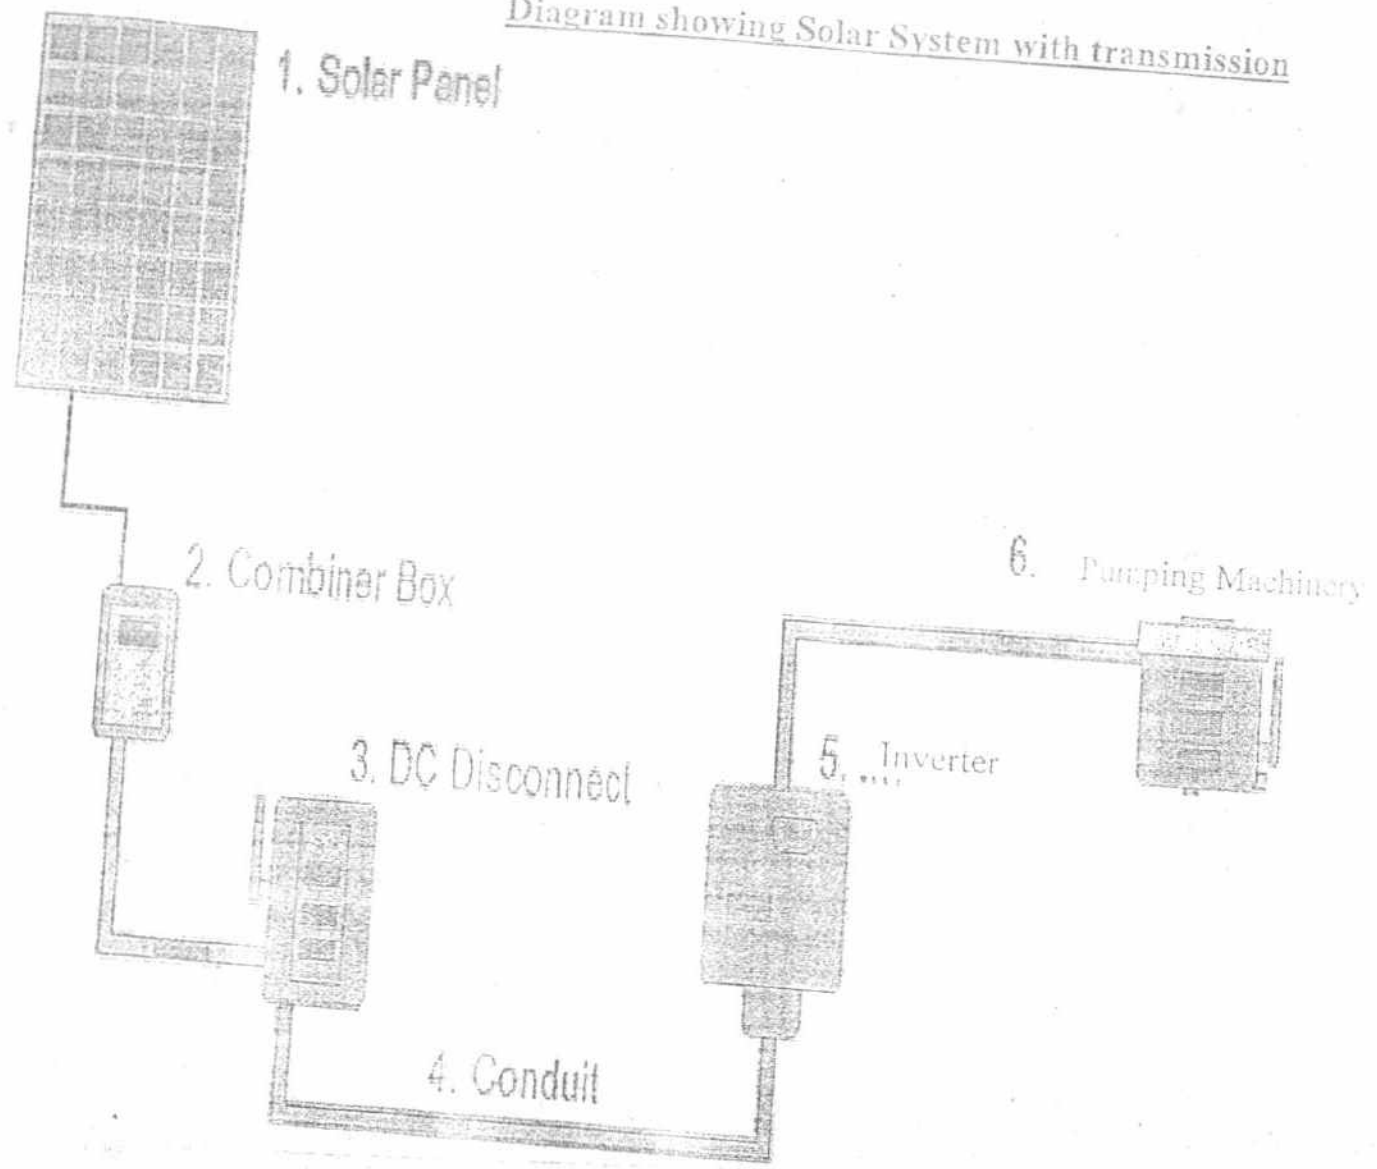 Diagram showing Solar System with transmission
1. Solar Panel
2. Combiner Box
6. Pumping Machinery
3. DC Disconnect
5. Inverter
4. Conduit